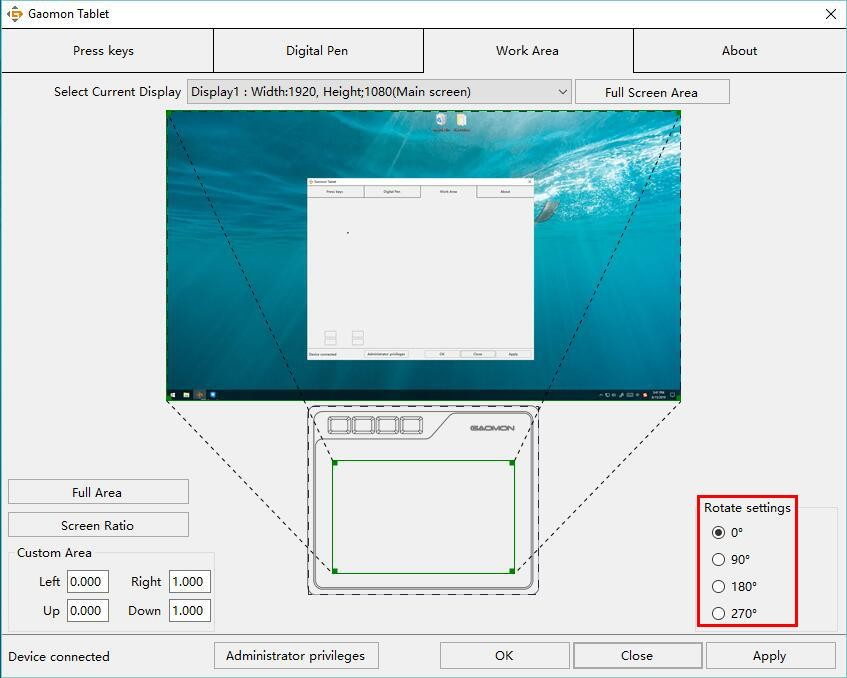 Gaomon Tablet
Press keys
Digital Pen
Work Area
About
Select Current Display
Display1 : Width:1920, Height;1080(Main screen)
Full Screen Area
Gaomon Tablet
Press keys
Digital Pen
Work Area
About
Device connected
Administrator privileges
OK
Close
Apply
GAOMON
Full Area
Screen Ratio
Custom Area
Left 0.000 Right 1.000
Up 0.000 Down 1.000
Rotate settings
0°
90°
180°
270°
Device connected
Administrator privileges
OK
Close
Apply